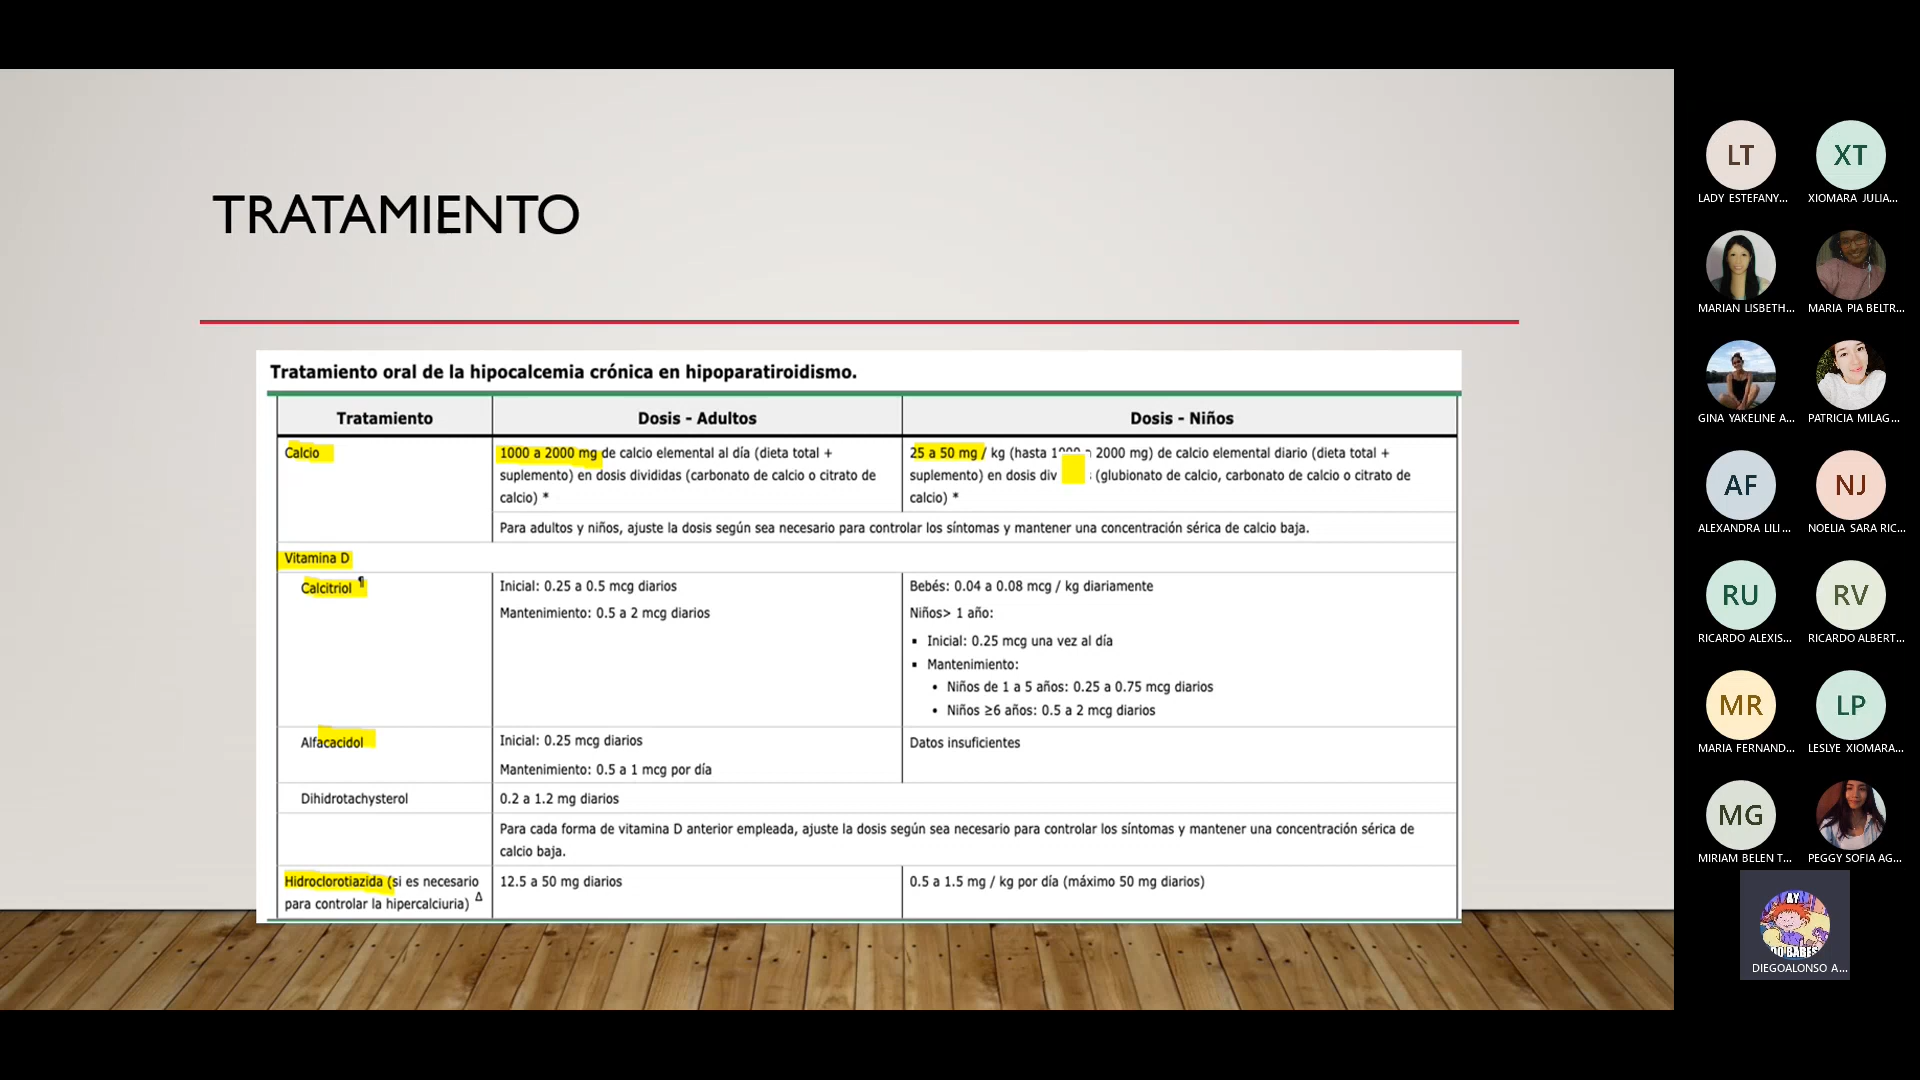 TRATAMIENTO
Tratamiento oral de la hipocalcemia crónica en hipoparatiroidismo.
Tratamiento
Dosis - Adultos
Dosis - Niños
Calcio
1000 a 2000 mg de calcio elemental al día (dieta total +
suplemento) en dosis divididas (carbonato de calcio o citrato de
calcio) *
25 a 50 mg / kg (hasta 2000 mg) de calcio elemental diario (dieta total +
suplemento) en dosis (glubionato de calcio, carbonato de calcio o citrato de
calcio) *
Para adultos y niños, ajuste la dosis según sea necesario para controlar los síntomas y mantener una concentración sérica de calcio baja.
Vitamina D
Calcitriol ¶
Inicial: 0.25 a 0.5 mcg diarios
Mantenimiento: 0.5 a 2 mcg diarios
Bebés: 0.04 a 0.08 mcg / kg diariamente
Niños> 1 año:
▪ Inicial: 0.25 mcg una vez al día
▪ Mantenimiento:
• Niños de 1 a 5 años: 0.25 a 0.75 mcg diarios
• Niños ≥6 años: 0.5 a 2 mcg diarios
Alfacacidol
Inicial: 0.25 mcg diarios
Mantenimiento: 0.5 a 1 mcg por día
Datos insuficientes
Dihidrotachysterol
0.2 a 1.2 mg diarios
Para cada forma de vitamina D anterior empleada, ajuste la dosis según sea necesario para controlar los síntomas y mantener una concentración sérica de
calcio baja.
Hidroclorotiazida (si es necesario
para controlar la hipercalciuria) Δ
12.5 a 50 mg diarios
0.5 a 1.5 mg / kg por día (máximo 50 mg diarios)
LT
XT
LADY ESTEFANY...
XIOMARA JULIA...
MARIAN LISBETH...
MARIA PIA BELTR...
GINA YAKELINE A...
PATRICIA MILAG...
AF
NJ
ALEXANDRA LILI...
NOELIA SARA RIC...
RU
RV
RICARDO ALEXIS...
RICARDO ALBERT...
MR
LP
MARIA FERNAND...
LESLYE XIOMARA...
MG
MIRIAM BELEN T...
PEGGY SOFIA AG...
AY
DIEGOALONSO A...